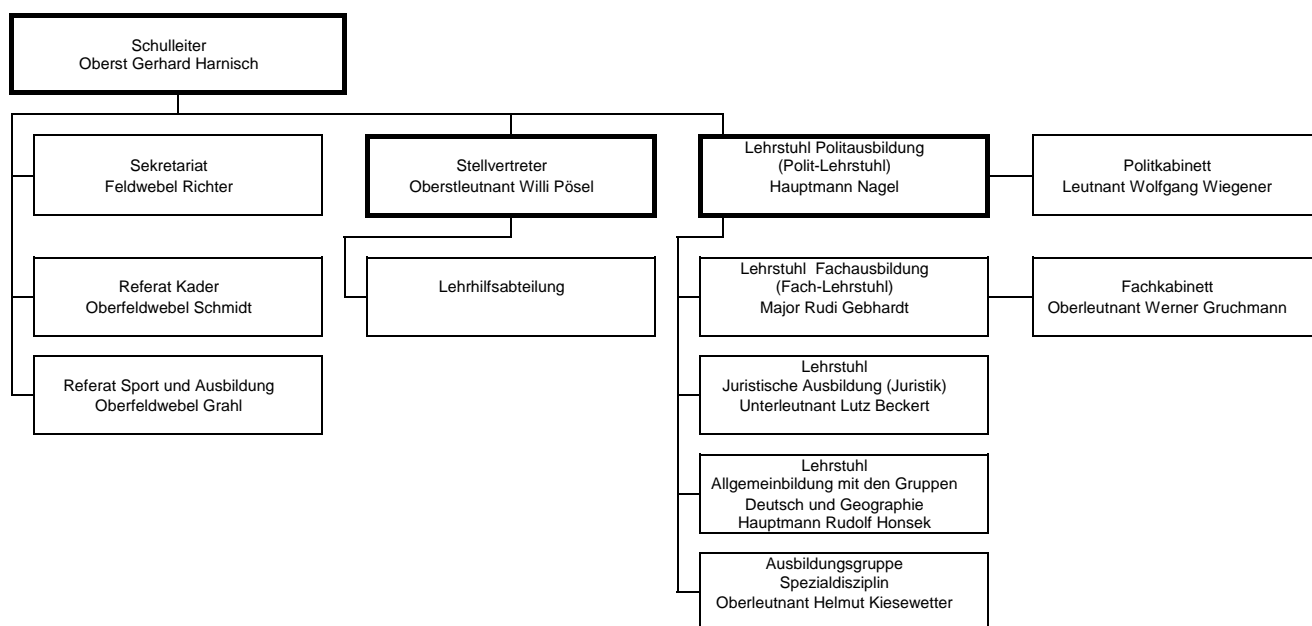 Schulleiter
Oberst Gerhard Harnisch
Sekretariat
Feldwebel Richter
Stellvertreter
Oberstleutnant Willi Pösel
Lehrstuhl Politausbildung
(Polit-Lehrstuhl)
Hauptmann Nagel
Politkabinett
Leutnant Wolfgang Wiegener
Referat Kader
Oberfeldwebel Schmidt
Lehrhilfsabteilung
Lehrstuhl Fachausbildung
(Fach-Lehrstuhl)
Major Rudi Gebhardt
Fachkabinett
Oberleutnant Werner Gruchmann
Referat Sport und Ausbildung
Oberfeldwebel Grahl
Lehrstuhl
Juristische Ausbildung (Juristik)
Unterleutnant Lutz Beckert
Lehrstuhl
Allgemeinbildung mit den Gruppen
Deutsch und Geographie
Hauptmann Rudolf Honsek
Ausbildungsgruppe
Spezialdisziplin
Oberleutnant Helmut Kiesewetter